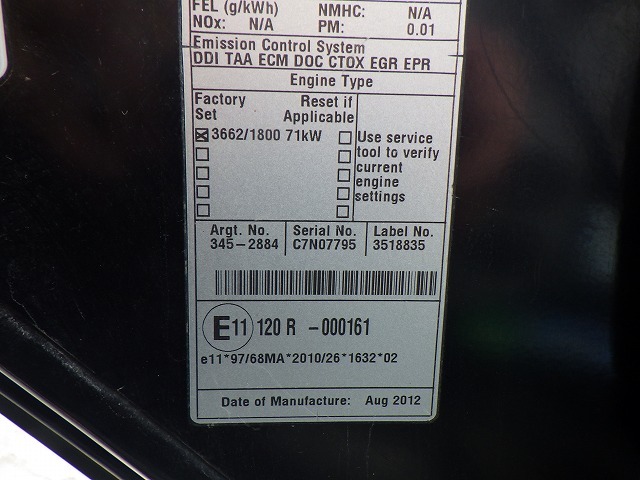 FEL (g/kWh) NMHC: N/A
NOx: N/A PM: 0.01
Emission Control System
DDI TAA ECM DOC CTOX EGR EPR
Engine Type
Factory Set Reset if Applicable
3662/1800 71kW
Use service
tool to verify
current
engine
settings
Argt. No. Serial No. Label No.
345-2884 C7N07795 3518835
E11 120 R -000161
e11*97/68MA*2010/26*1632*02
Date of Manufacture: Aug 2012